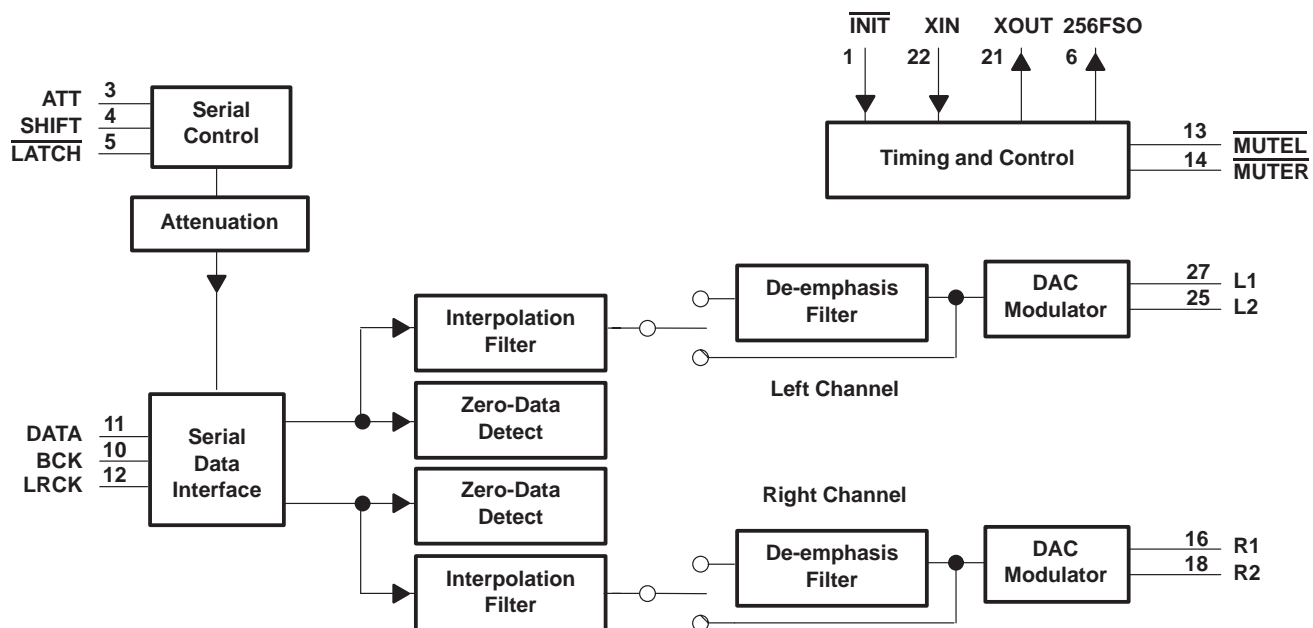 INIT XIN XOUT 256FSO
1 22 21 6
ATT 3
SHIFT 4
LATCH 5
Serial
Control
Timing and Control
13 MUTEL
14 MUTER
Attenuation
Interpolation
Filter
De-emphasis
Filter
DAC
Modulator
27 L1
25 L2
Left Channel
Zero-Data
Detect
DATA 11
BCK 10
LRCK 12
Serial
Data
Interface
Zero-Data
Detect
Right Channel
Interpolation
Filter
De-emphasis
Filter
DAC
Modulator
16 R1
18 R2